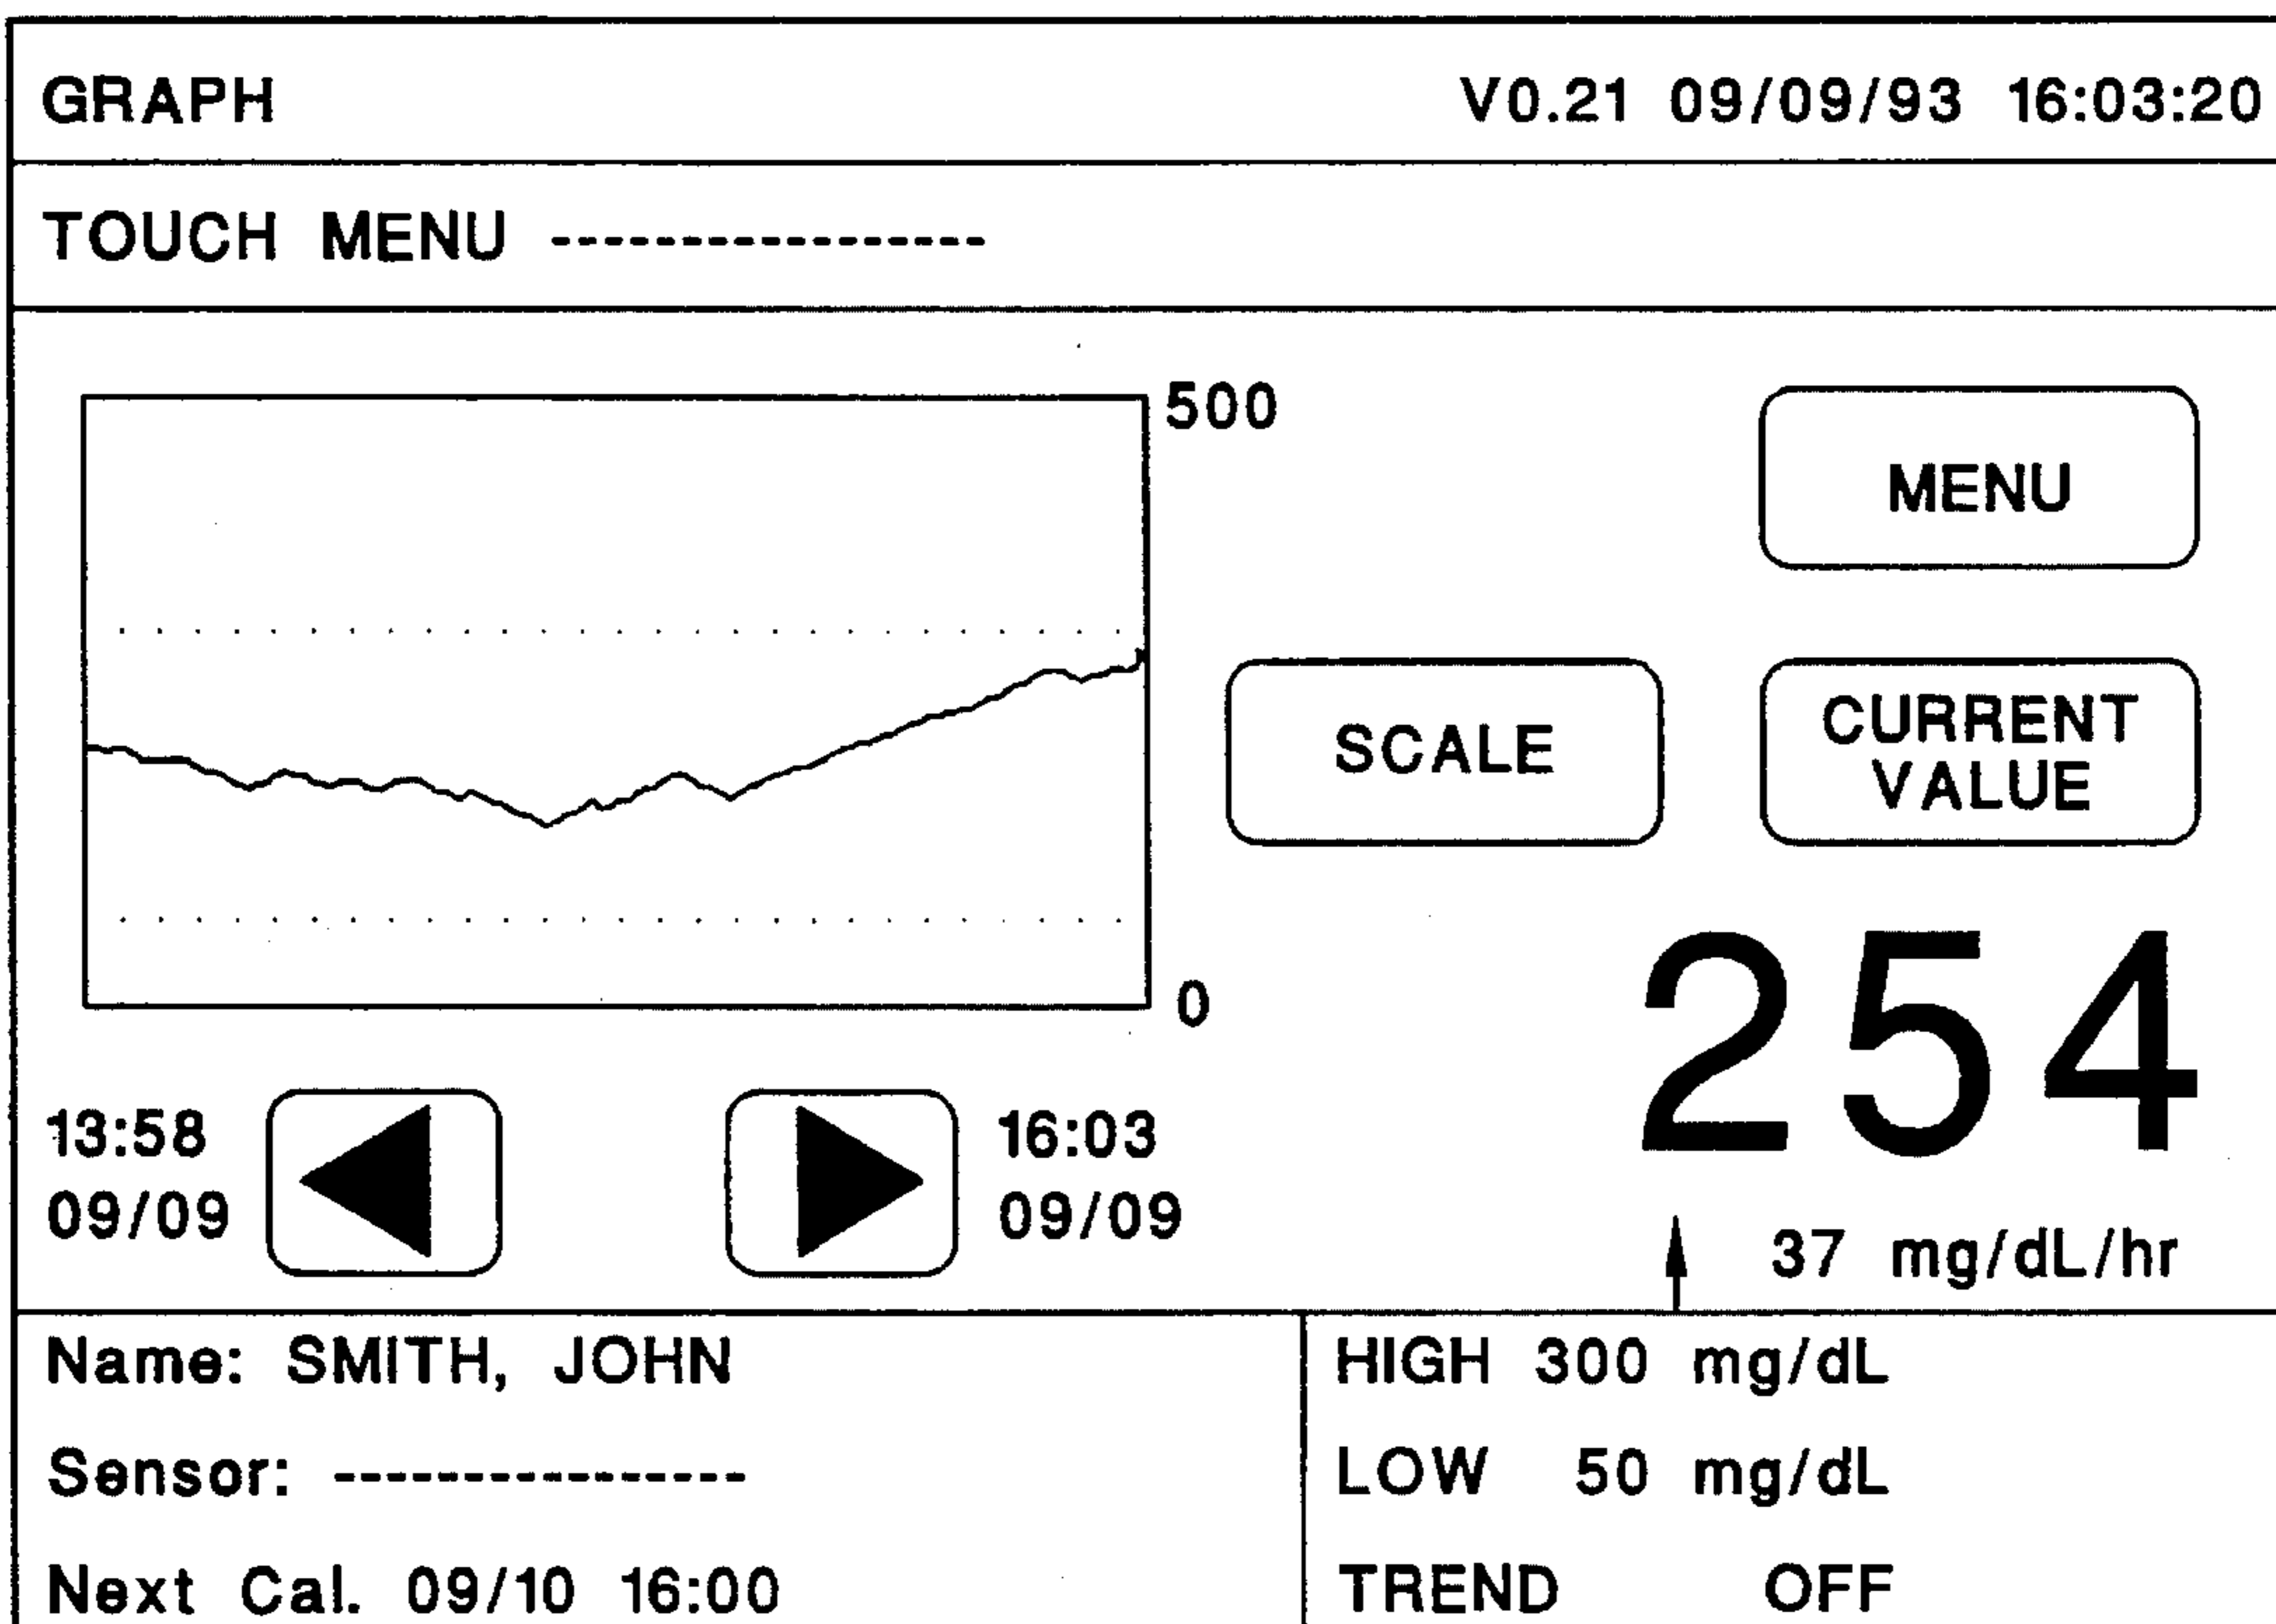 GRAPH V0.21 09/09/93 16:03:20
TOUCH MENU -----------------
500
MENU
SCALE
CURRENT
VALUE
0
254
13:58
09/09
16:03
09/09
37 mg/dL/hr
Name: SMITH, JOHN
Sensor: ----------------
Next Cal. 09/10 16:00
HIGH 300 mg/dL
LOW 50 mg/dL
TREND OFF